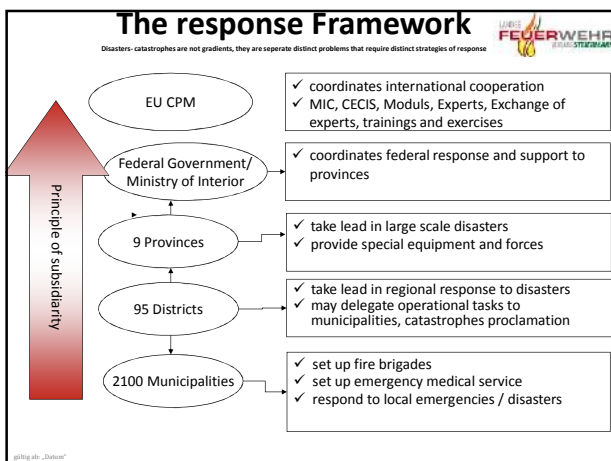 The response Framework
Disasters- catastrophes are not gradients, they are seperate distinct problems that require distinct strategies of response
LANDES
FEUERWEHR
VERBAND STEIERMARK
EU CPM
✓ coordinates international cooperation
✓ MIC, CECIS, Moduls, Experts, Exchange of
experts, trainings and exercises
Federal Government/
Ministry of Interior
✓ coordinates federal response and support to
provinces
9 Provinces
✓ take lead in large scale disasters
✓ provide special equipment and forces
95 Districts
✓ take lead in regional response to disasters
✓ may delegate operational tasks to
municipalities, catastrophes proclamation
2100 Municipalities
✓ set up fire brigades
✓ set up emergency medical service
✓ respond to local emergencies / disasters
Principle of subsidiarity
gültig ab: „Datum"